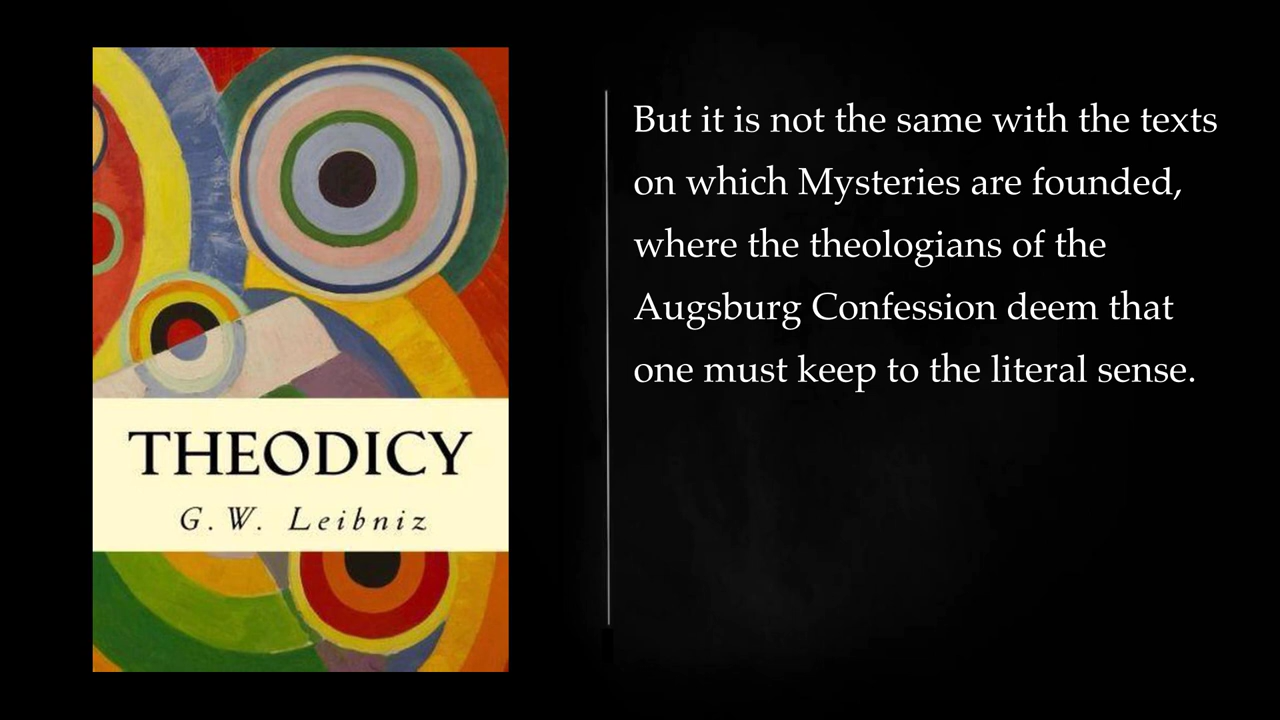 THEODICY
G. W. Leibniz
But it is not the same with the texts
on which Mysteries are founded,
where the theologians of the
Augsburg Confession deem that
one must keep to the literal sense.